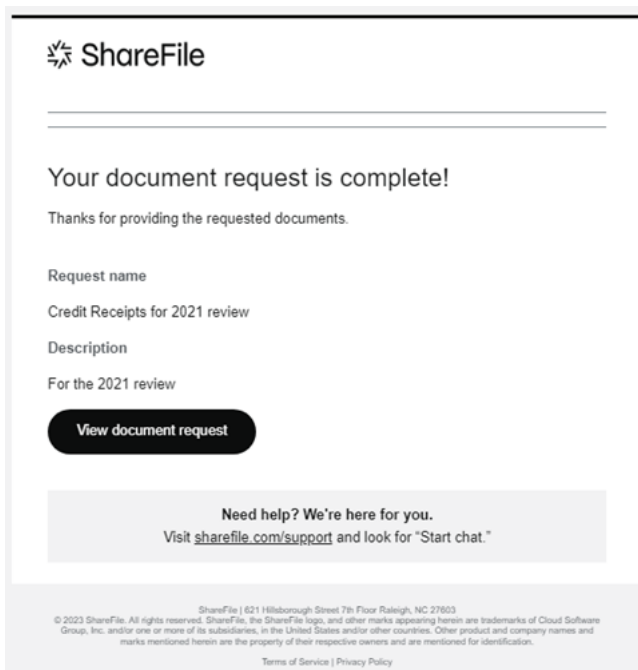 ShareFile
Your document request is complete!
Thanks for providing the requested documents.
Request name
Credit Receipts for 2021 review
Description
For the 2021 review
View document request
Need help? We're here for you.
Visit sharefile.com/support and look for “Start chat.”
ShareFile | 621 Hillsborough Street 7th Floor Raleigh, NC 27603
© 2023 ShareFile. All rights reserved. ShareFile, the ShareFile logo, and other marks appearing herein are trademarks of Cloud Software
Group, Inc. and/or one or more of its subsidiaries, in the United States and/or other countries. Other product and company names and
marks mentioned herein are the property of their respective owners and are mentioned for identification.
Terms of Service | Privacy Policy